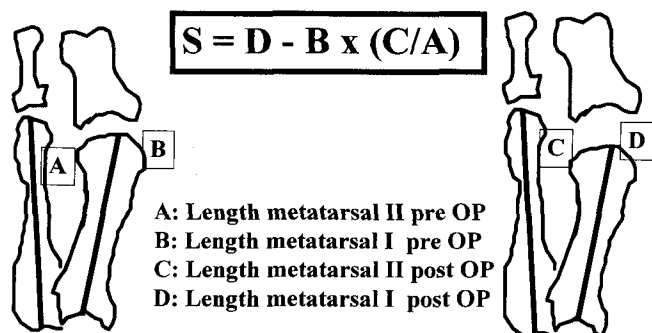 S = D - B x (C/A)
A
B
C
D
A: Length metatarsal II pre OP
B: Length metatarsal I pre OP
C: Length metatarsal II post OP
D: Length metatarsal I post OP